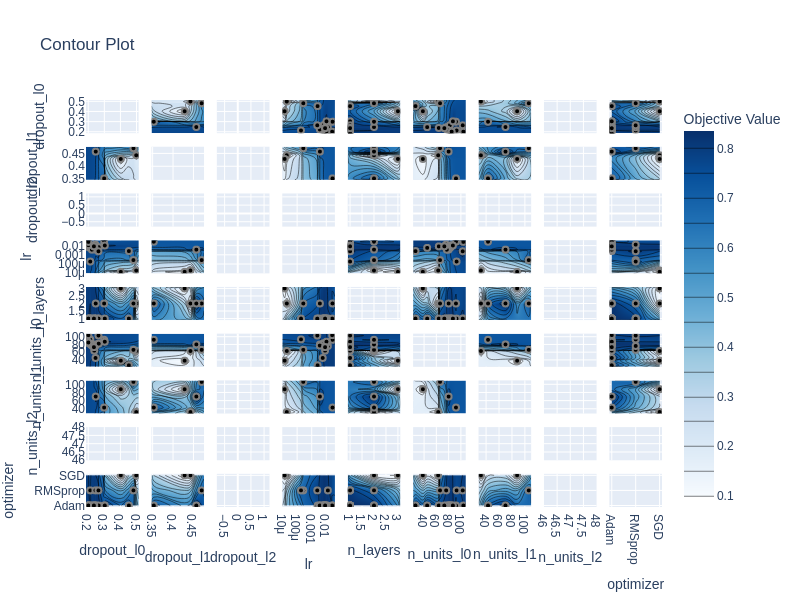 Contour Plot
Objective Value
dropout_l0
0.5
0.4
0.3
0.2
dropout_l1
0.45
0.4
0.35
dropout_l2
1
0.5
0
−0.5
lr
0.01
0.001
100μ
10μ
n_layers
3
2.5
2
1.5
1
n_units_l0
100
80
60
40
n_units_l1
100
80
60
40
n_units_l2
48
47.5
47
46.5
46
optimizer
SGD
RMSprop
Adam
0.2 0.3 0.4 0.5
0.35 0.4 0.45
−0.5 0 0.5 1
10μ 100μ 0.001 0.01
1 1.5 2 2.5 3
40 60 80 100
40 60 80 100
46 46.5 47 47.5 48
Adam RMSprop SGD
dropout_l0 dropout_l1 dropout_l2 lr n_layers n_units_l0 n_units_l1 n_units_l2 optimizer
0.8
0.7
0.6
0.5
0.4
0.3
0.2
0.1